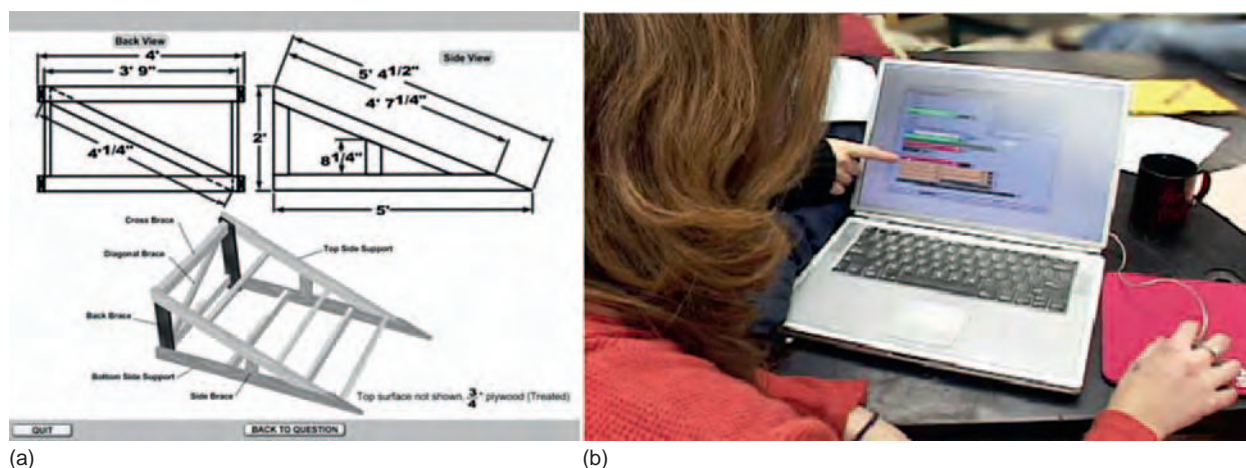 Back View
4'
3' 9"
4' 1/4"
Side View
5' 4 1/2"
4' 7 1/4"
2'
8 1/4"
5'
Cross Brace
Diagonal Brace
Top Side Support
Back Brace
Bottom Side Support
Side Brace
Top surface not shown, 3/4" plywood (Treated)
QUIT
BACK TO QUESTION
(a)
(b)